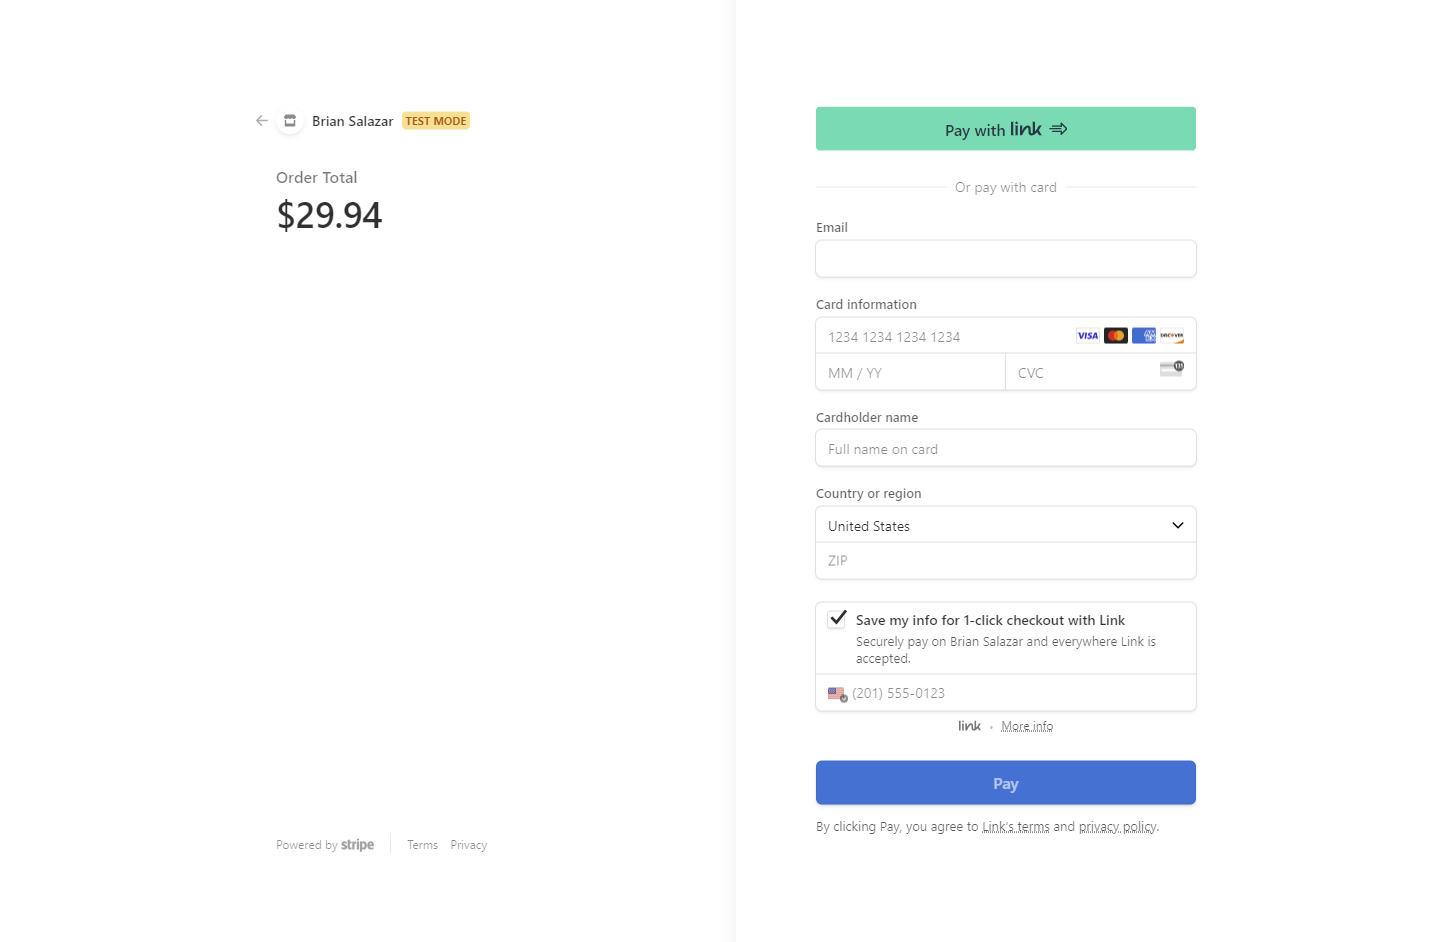 Brian Salazar TEST MODE
Order Total
$29.94
Powered by stripe Terms Privacy
Pay with link
Or pay with card
Email
Card information
1234 1234 1234 1234 VISA DISCOVER
MM / YY CVC
Cardholder name
Full name on card
Country or region
United States
ZIP
Save my info for 1-click checkout with Link
Securely pay on Brian Salazar and everywhere Link is
accepted.
(201) 555-0123
link • More info
Pay
By clicking Pay, you agree to Link's terms and privacy policy.